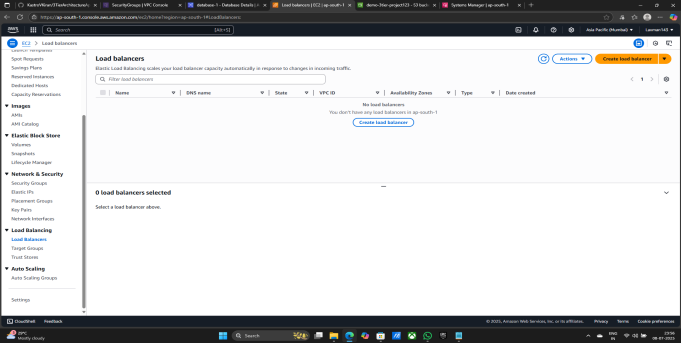 KastroVKiran/3TierArchitecture/
SecurityGroups | VPC Console
database-1 - Database Details |
Load balancers | EC2 | ap-south-1
demo-3tier-project123 - S3 buc
Systems Manager | ap-south-1
https://ap-south-1.console.aws.amazon.com/ec2/home?region=ap-south-1#LoadBalancers:
aws
Search
[Alt+S]
Asia Pacific (Mumbai)
Laxman143
EC2 > Load balancers
Launch Templates
Spot Requests
Savings Plans
Reserved Instances
Dedicated Hosts
Capacity Reservations
Images
AMIs
AMI Catalog
Elastic Block Store
Volumes
Snapshots
Lifecycle Manager
Network & Security
Security Groups
Elastic IPs
Placement Groups
Key Pairs
Network Interfaces
Load Balancing
Load Balancers
Target Groups
Trust Stores
Auto Scaling
Auto Scaling Groups
Settings
Load balancers
Actions
Create load balancer
Elastic Load Balancing scales your load balancer capacity automatically in response to changes in incoming traffic.
Filter load balancers
1
Name
DNS name
State
VPC ID
Availability Zones
Type
Date created
No load balancers
You don't have any load balancers in ap-south-1
Create load balancer
0 load balancers selected
Select a load balancer above.
CloudShell
Feedback
© 2025, Amazon Web Services, Inc. or its affiliates.
Privacy
Terms
Cookie preferences
Mostly cloudy
Search
ENG
IN
23:59
08-07-2025